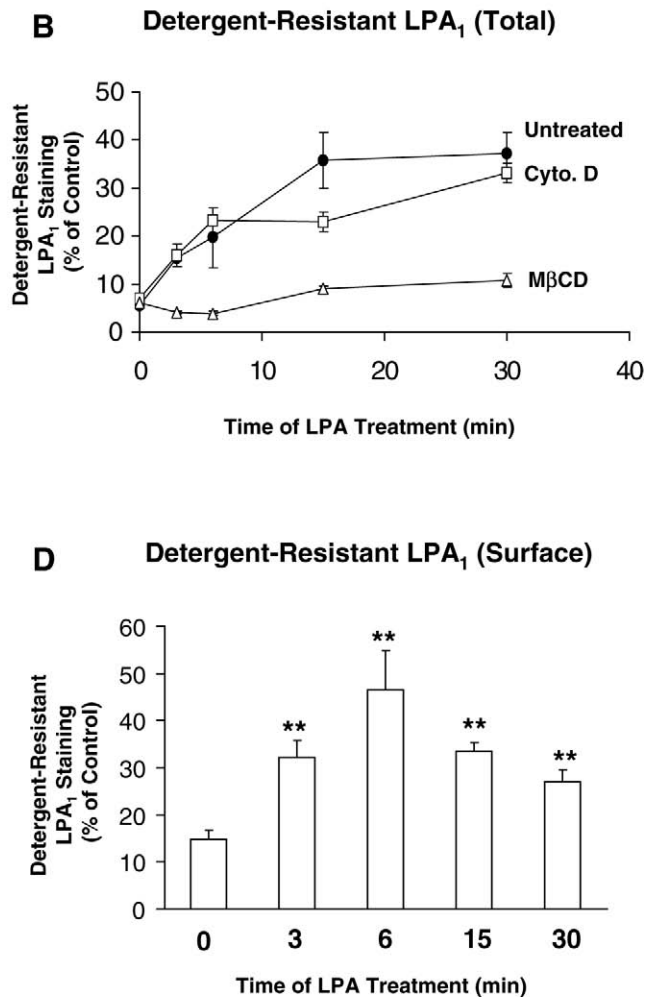 B Detergent-Resistant LPA₁ (Total)
Detergent-Resistant
LPA₁ Staining
(% of Control)
50
40
30
20
10
0
Untreated
Cyto. D
MβCD
0 10 20 30 40
Time of LPA Treatment (min)
D Detergent-Resistant LPA₁ (Surface)
Detergent-Resistant
LPA₁ Staining
(% of Control)
60
50
40
30
20
10
0
** ** ** **
0 3 6 15 30
Time of LPA Treatment (min)